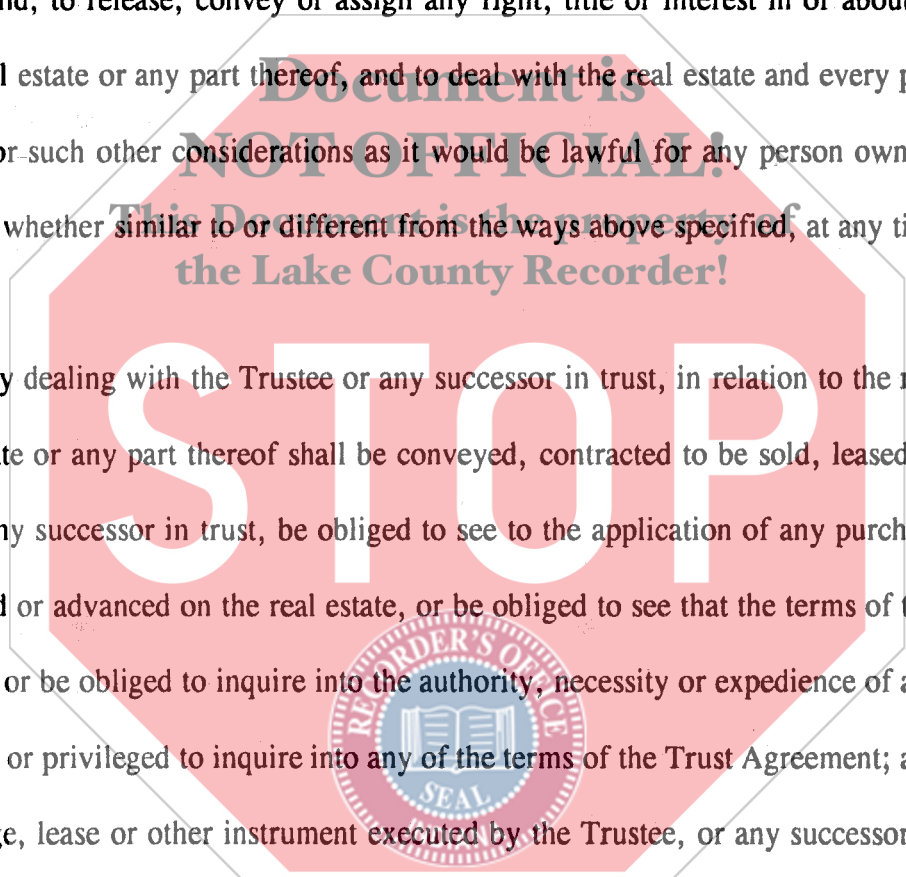 nd, to release, convey or assign any right, title or interest in or about
l estate or any part thereof, and to deal with the real estate and every p
Document is
or such other considerations as it would be lawful for any person own
NOT OFFICIAL!
whether similar to or different from the ways above specified, at any ti
This Document is the property of
the Lake County Recorder!
STOP
y dealing with the Trustee or any successor in trust, in relation to the r
te or any part thereof shall be conveyed, contracted to be sold, leased
ny successor in trust, be obliged to see to the application of any purch
d or advanced on the real estate, or be obliged to see that the terms of t
RECORDER'S OFFICE
or be obliged to inquire into the authority, necessity or expedience of a
or privileged to inquire into any of the terms of the Trust Agreement; a
SEAL
ge, lease or other instrument executed by the Trustee, or any successor